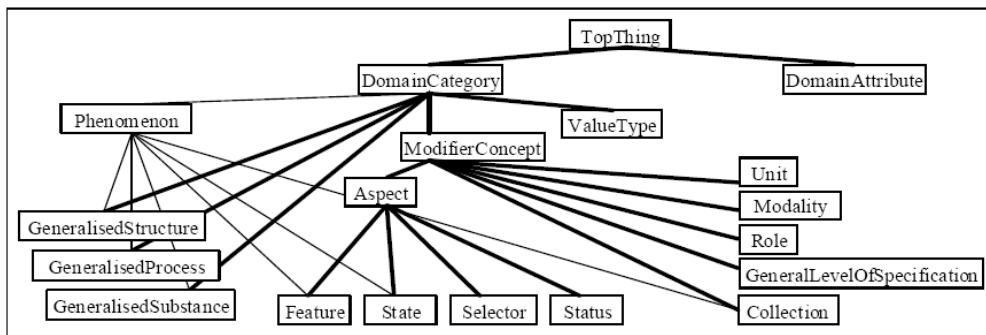 TopThing
DomainCategory
DomainAttribute
Phenomenon
ValueType
ModifierConcept
Unit
Aspect
Modality
GeneralisedStructure
Role
GeneralisedProcess
GeneralLevelOfSpecification
GeneralisedSubstance
Feature
State
Selector
Status
Collection